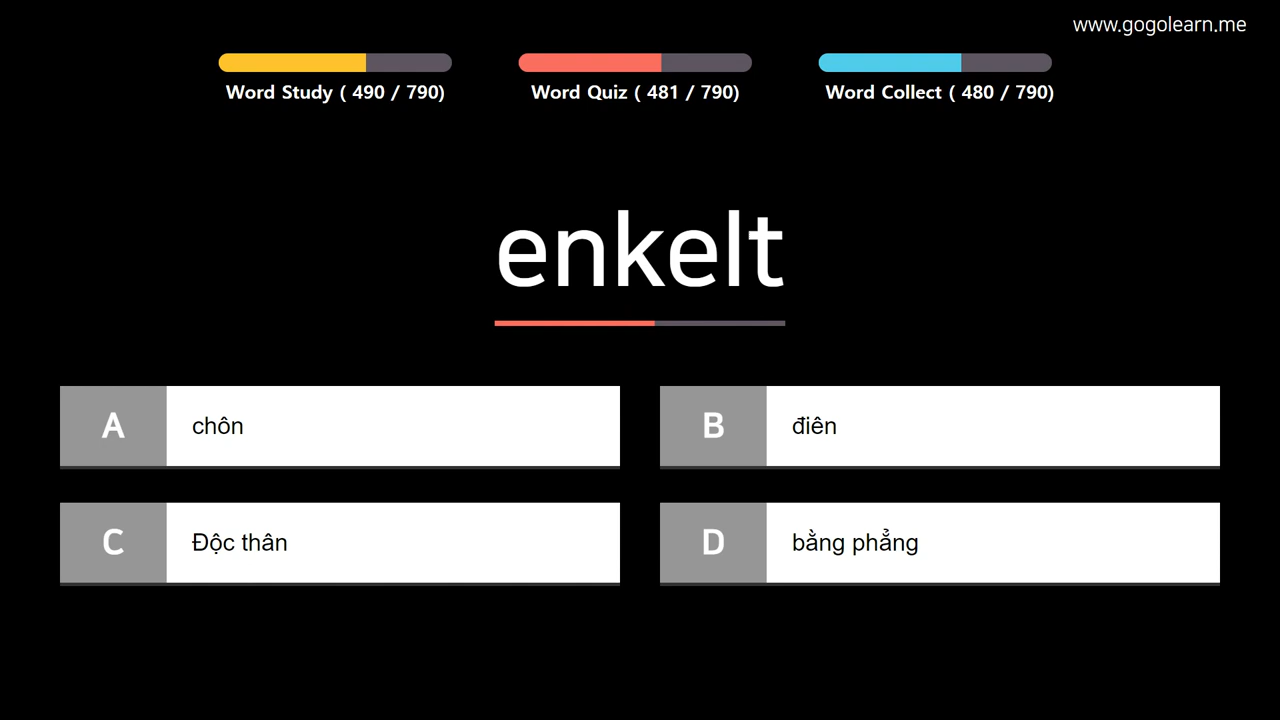 www.gogolearn.me
Word Study ( 490 / 790)
Word Quiz ( 481 / 790)
Word Collect ( 480 / 790)
enkelt
A
chôn
B
điên
C
Độc thân
D
bằng phẳng